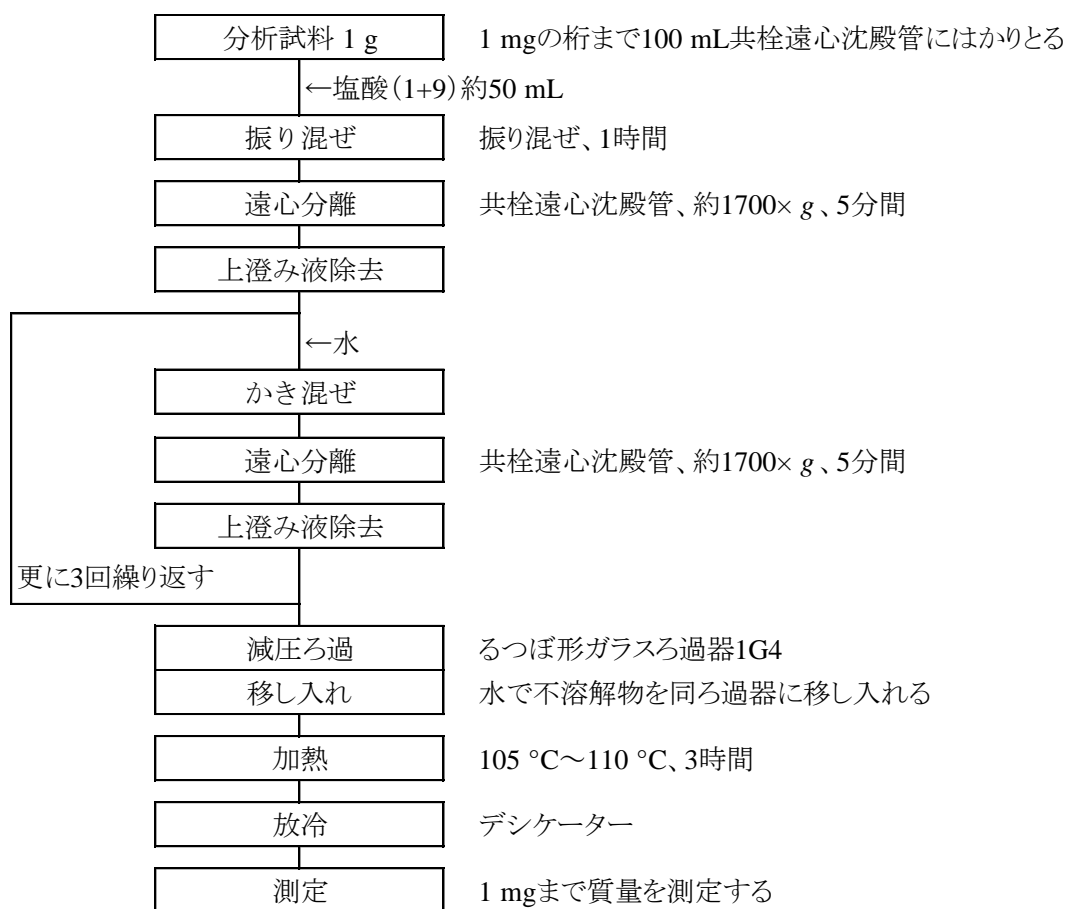 分析試料 1 g 1 mgの桁まで100 mL共栓遠心沈殿管にはかりとる
←塩酸（1+9）約50 mL
振り混ぜ 振り混ぜ、1時間
遠心分離 共栓遠心沈殿管、約1700× g 、5分間
上澄み液除去
←水
かき混ぜ
遠心分離 共栓遠心沈殿管、約1700× g 、5分間
上澄み液除去
更に3回繰り返す
減圧ろ過 るつぼ形ガラスろ過器1G4
移し入れ 水で不溶解物を同ろ過器に移し入れる
加熱 105 °C～110 °C、3時間
放冷 デシケーター
測定 1 mgまで質量を測定する